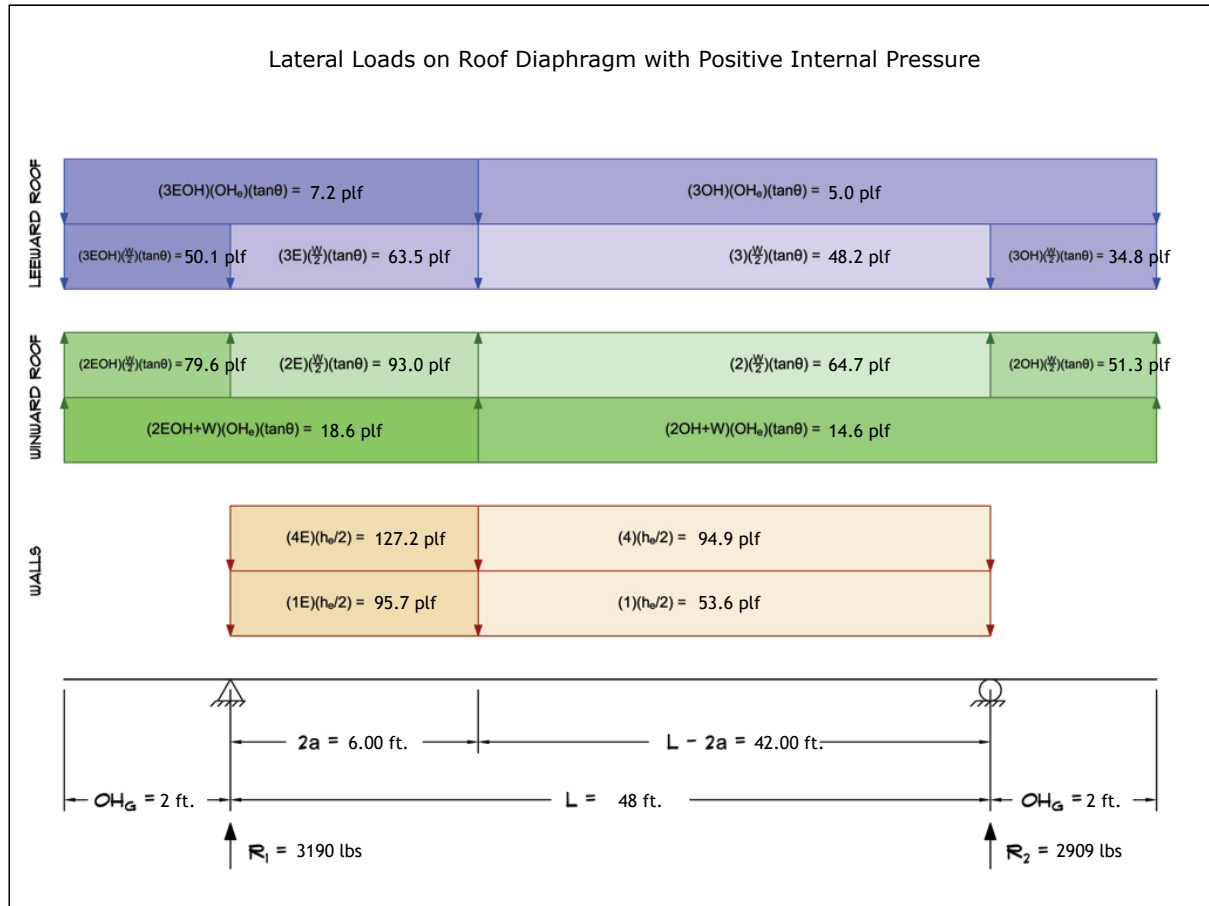 Lateral Loads on Roof Diaphragm with Positive Internal Pressure
LEEWARD ROOF
(3EOH)(OHₑ)(tanθ) = 7.2 plf
(3OH)(OHₑ)(tanθ) = 5.0 plf
(3EOH)(W/2)(tanθ) = 50.1 plf
(3E)(W/2)(tanθ) = 63.5 plf
(3)(W/2)(tanθ) = 48.2 plf
(3OH)(W/2)(tanθ) = 34.8 plf
WINWARD ROOF
(2EOH)(W/2)(tanθ) = 79.6 plf
(2E)(W/2)(tanθ) = 93.0 plf
(2)(W/2)(tanθ) = 64.7 plf
(2OH)(W/2)(tanθ) = 51.3 plf
(2EOH+W)(OHₑ)(tanθ) = 18.6 plf
(2OH+W)(OHₑ)(tanθ) = 14.6 plf
WALLS
(4E)(hₑ/2) = 127.2 plf
(4)(hₑ/2) = 94.9 plf
(1E)(hₑ/2) = 95.7 plf
(1)(hₑ/2) = 53.6 plf
2a = 6.00 ft.
L - 2a = 42.00 ft.
OH_G = 2 ft.
L = 48 ft.
OH_G = 2 ft.
R₁ = 3190 lbs
R₂ = 2909 lbs